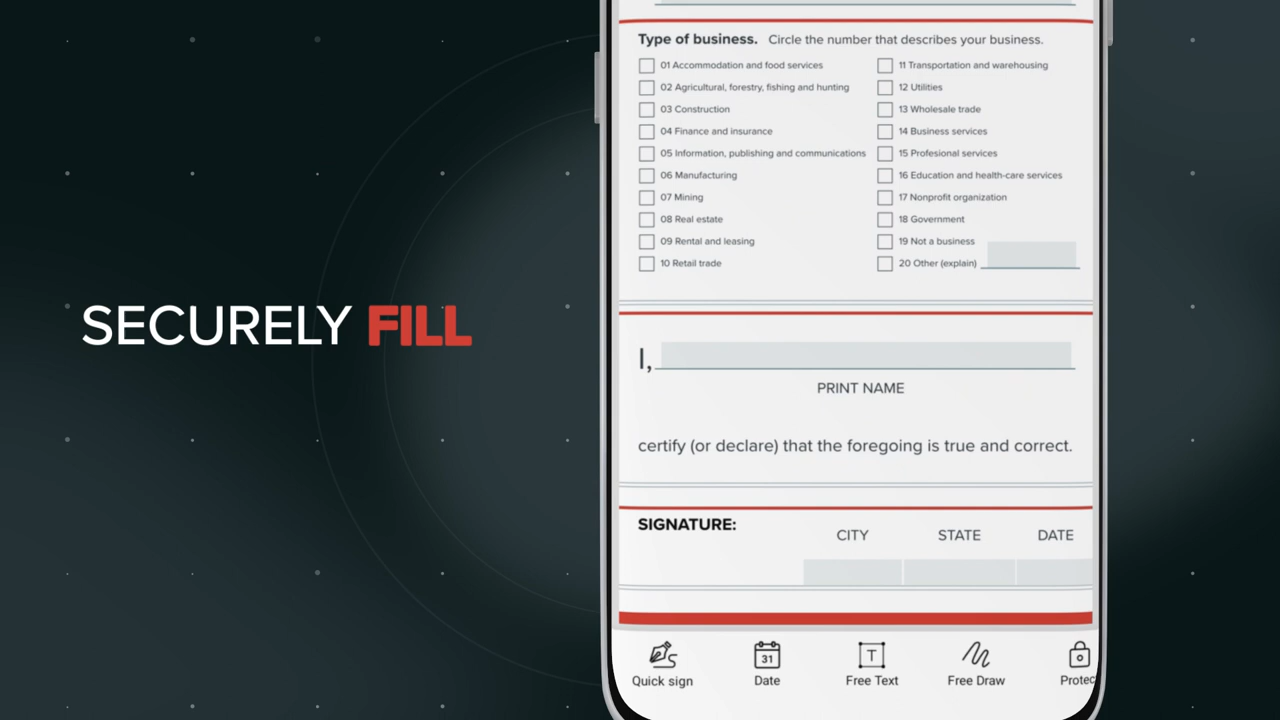 SECURELY FILL
Type of business. Circle the number that describes your business.
01 Accommodation and food services
02 Agricultural, forestry, fishing and hunting
03 Construction
04 Finance and insurance
05 Information, publishing and communications
06 Manufacturing
07 Mining
08 Real estate
09 Rental and leasing
10 Retail trade
11 Transportation and warehousing
12 Utilities
13 Wholesale trade
14 Business services
15 Profesional services
16 Education and health-care services
17 Nonprofit organization
18 Government
19 Not a business
20 Other (explain)
I,
PRINT NAME
certify (or declare) that the foregoing is true and correct.
SIGNATURE:
CITY STATE DATE
31 T
Quick sign Date Free Text Free Draw Protec